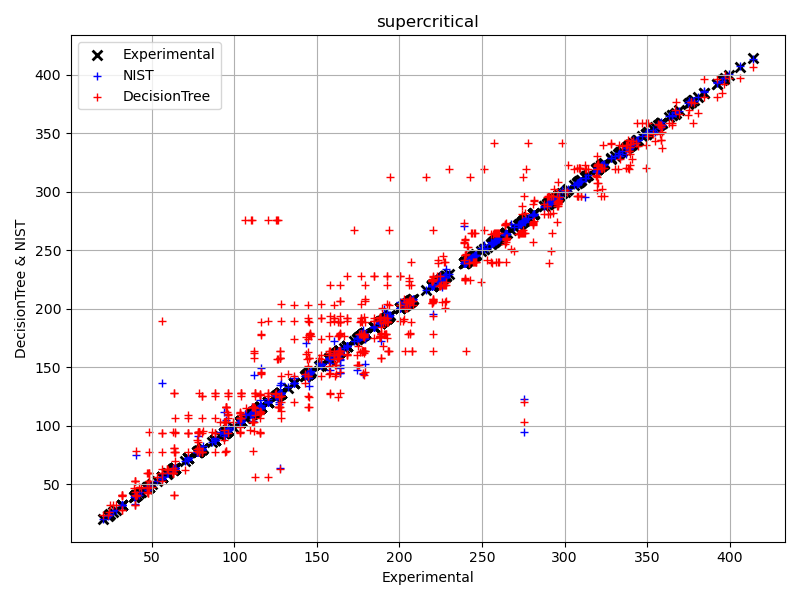 supercritical
Experimental
NIST
DecisionTree
DecisionTree & NIST
400
350
300
250
200
150
100
50
50 100 150 200 250 300 350 400
Experimental